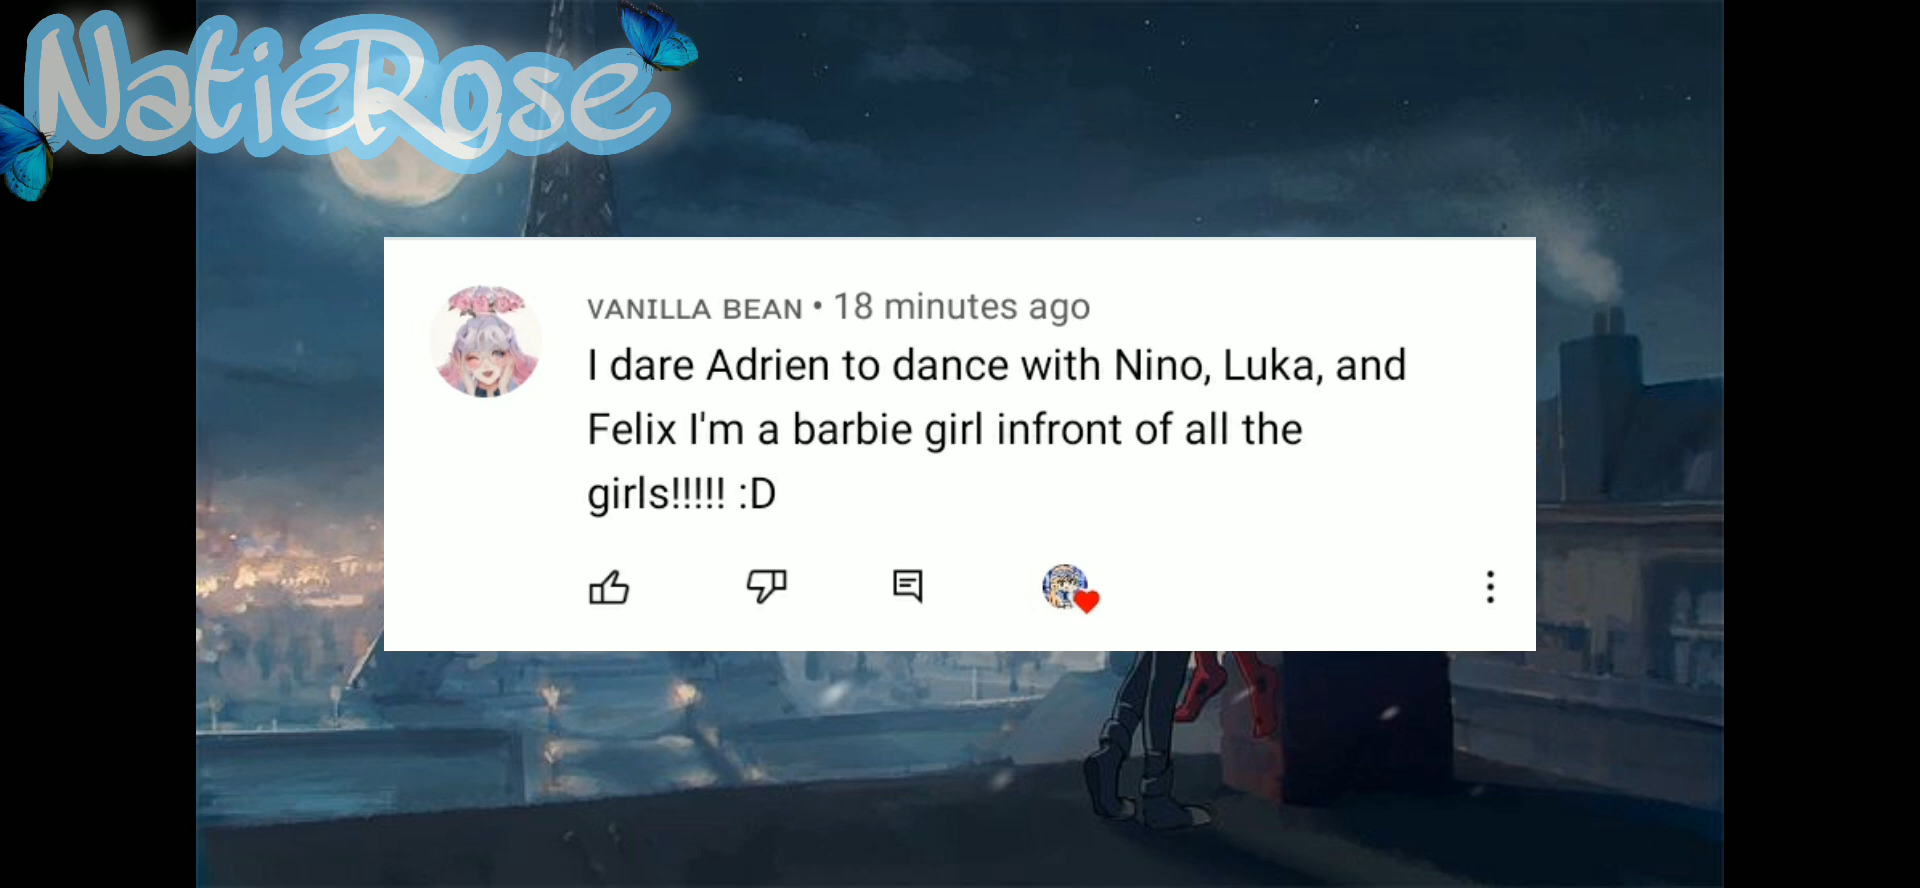 NatieRose
VANILLA BEAN • 18 minutes ago
I dare Adrien to dance with Nino, Luka, and
Felix I'm a barbie girl infront of all the
girls!!!!! :D